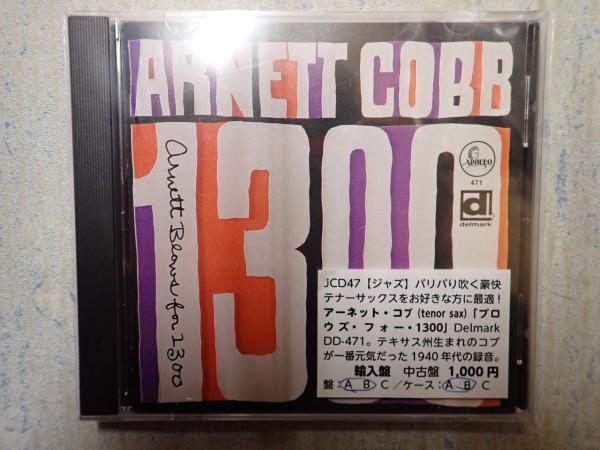 ARNETT COBB
1300
Arnett Blows for 1300
APOLLO
471
d
delmark
JCD47【ジャズ】バリバリ吹く豪快
テナーサックスをお好きな方に最適！
アーネット・コブ (tenor sax)「ブロ
ウズ・フォー・1300」Delmark
DD-471。テキサス州生まれのコブ
が一番元気だった1940年代の録音。
輸入盤 中古盤 1,000円
盤：A B C／ケース：A B C